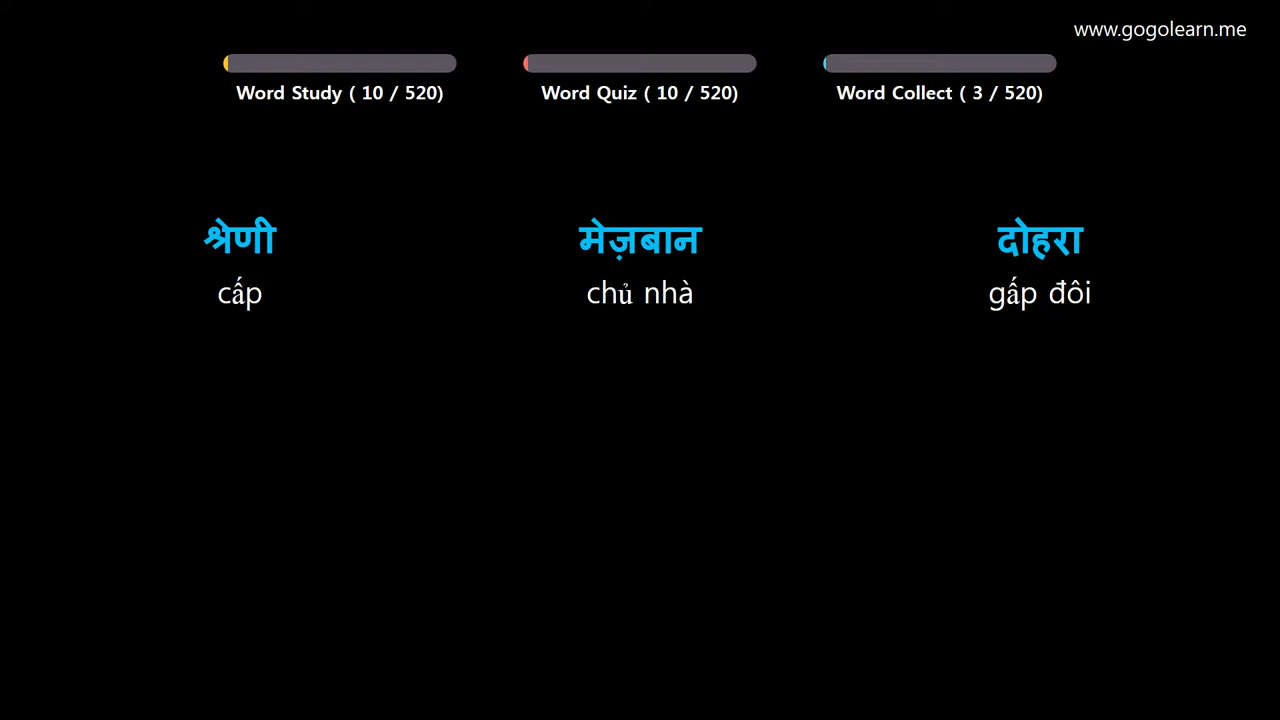 www.gogolearn.me
Word Study ( 10 / 520)
Word Quiz ( 10 / 520)
Word Collect ( 3 / 520)
श्रेणी
cấp
मेज़बान
chủ nhà
दोहरा
gấp đôi